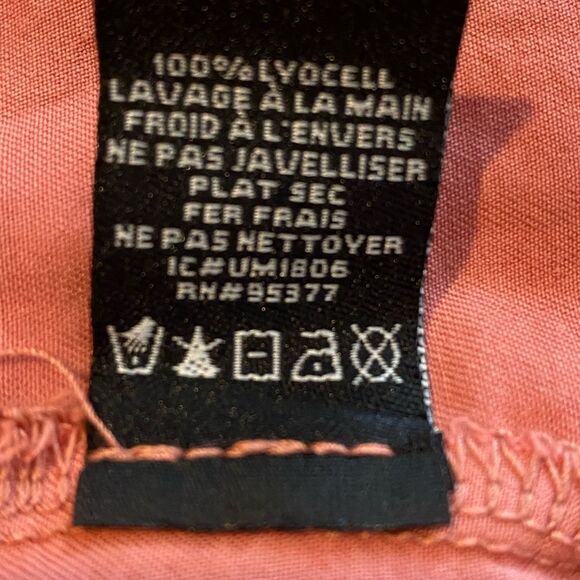 100% LYOCELL
LAVAGE À LA MAIN
FROID À L'ENVERS
NE PAS JAVELLISER
PLAT SEC
FER FRAIS
NE PAS NETTOYER
IC#UM1806
RN#95377